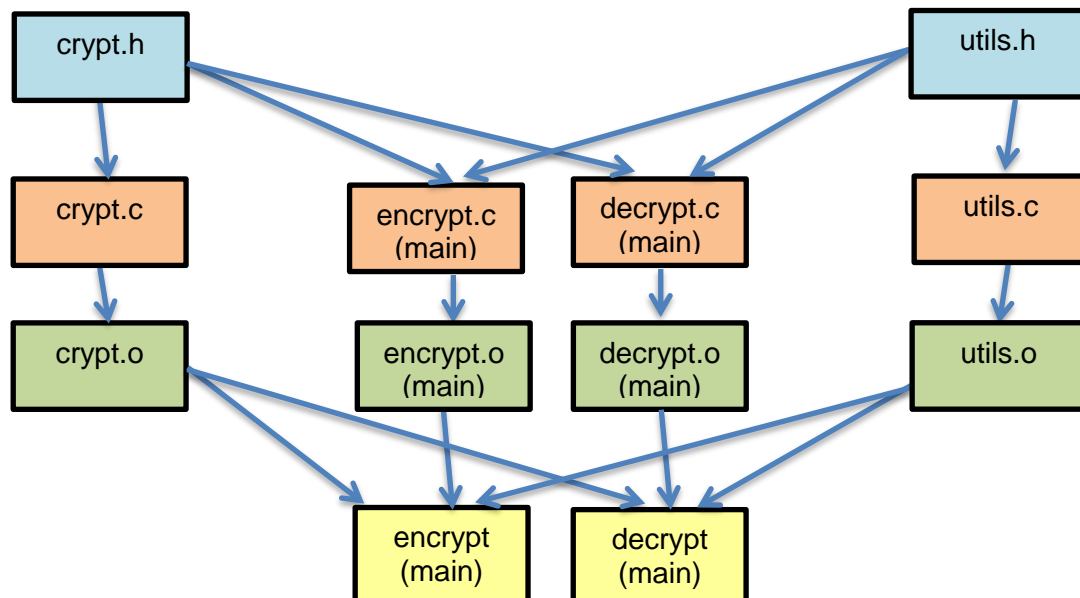 crypt.h
utils.h
crypt.c
encrypt.c
(main)
decrypt.c
(main)
utils.c
crypt.o
encrypt.o
(main)
decrypt.o
(main)
utils.o
encrypt
(main)
decrypt
(main)